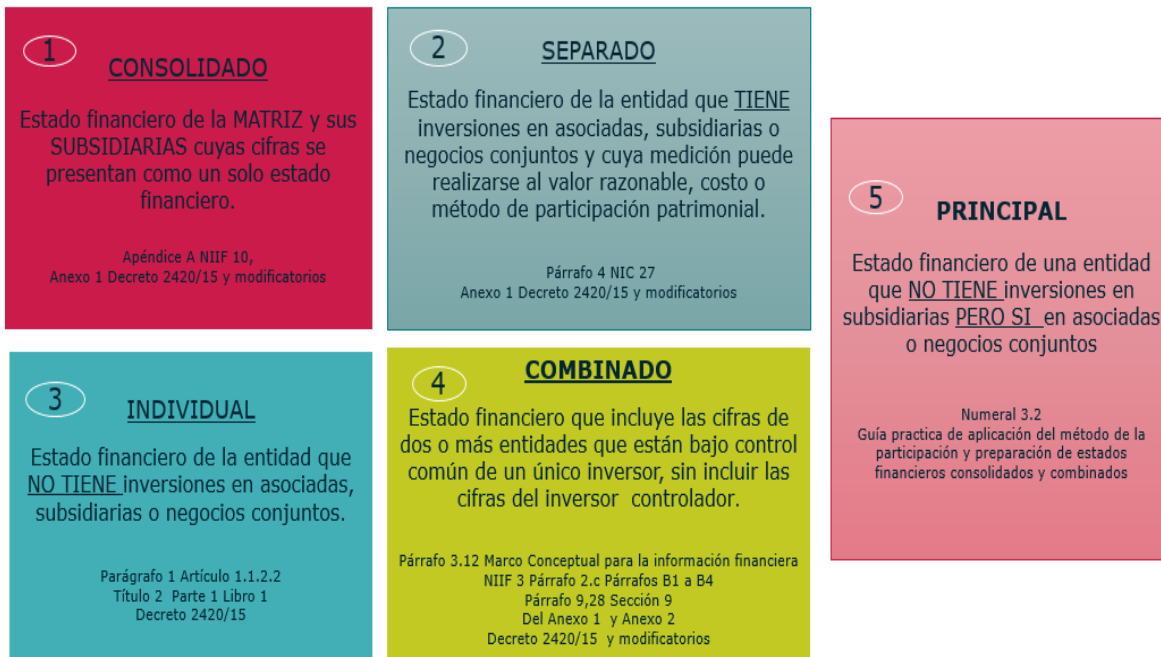 1
CONSOLIDADO
Estado financiero de la MATRIZ y sus
SUBSIDIARIAS cuyas cifras se
presentan como un solo estado
financiero.
Apéndice A NIIF 10,
Anexo 1 Decreto 2420/15 y modificatorios
2
SEPARADO
Estado financiero de la entidad que TIENE
inversiones en asociadas, subsidiarias o
negocios conjuntos y cuya medición puede
realizarse al valor razonable, costo o
método de participación patrimonial.
Párrafo 4 NIC 27
Anexo 1 Decreto 2420/15 y modificatorios
3
INDIVIDUAL
Estado financiero de la entidad que
NO TIENE inversiones en asociadas,
subsidiarias o negocios conjuntos.
Parágrafo 1 Artículo 1.1.2.2
Título 2 Parte 1 Libro 1
Decreto 2420/15
4
COMBINADO
Estado financiero que incluye las cifras de
dos o más entidades que están bajo control
común de un único inversor, sin incluir las
cifras del inversor controlador.
Párrafo 3.12 Marco Conceptual para la información financiera
NIIF 3 Párrafo 2.c Párrafos B1 a B4
Párrafo 9,28 Sección 9
Del Anexo 1 y Anexo 2
Decreto 2420/15 y modificatorios
5
PRINCIPAL
Estado financiero de una entidad
que NO TIENE inversiones en
subsidiarias PERO SI en asociadas
o negocios conjuntos
Numeral 3.2
Guía practica de aplicación del método de la
participación y preparación de estados
financieros consolidados y combinados